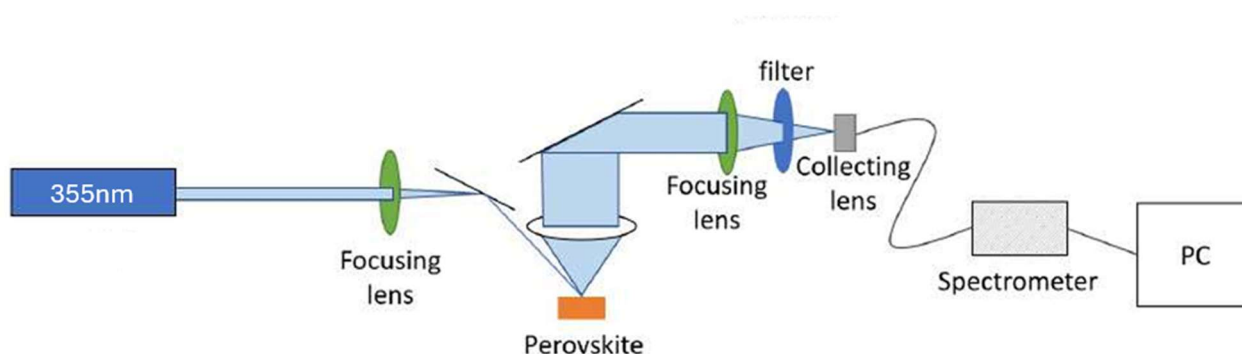 filter
355nm
Focusing
lens
Focusing
lens
Collecting
lens
Spectrometer
PC
Perovskite